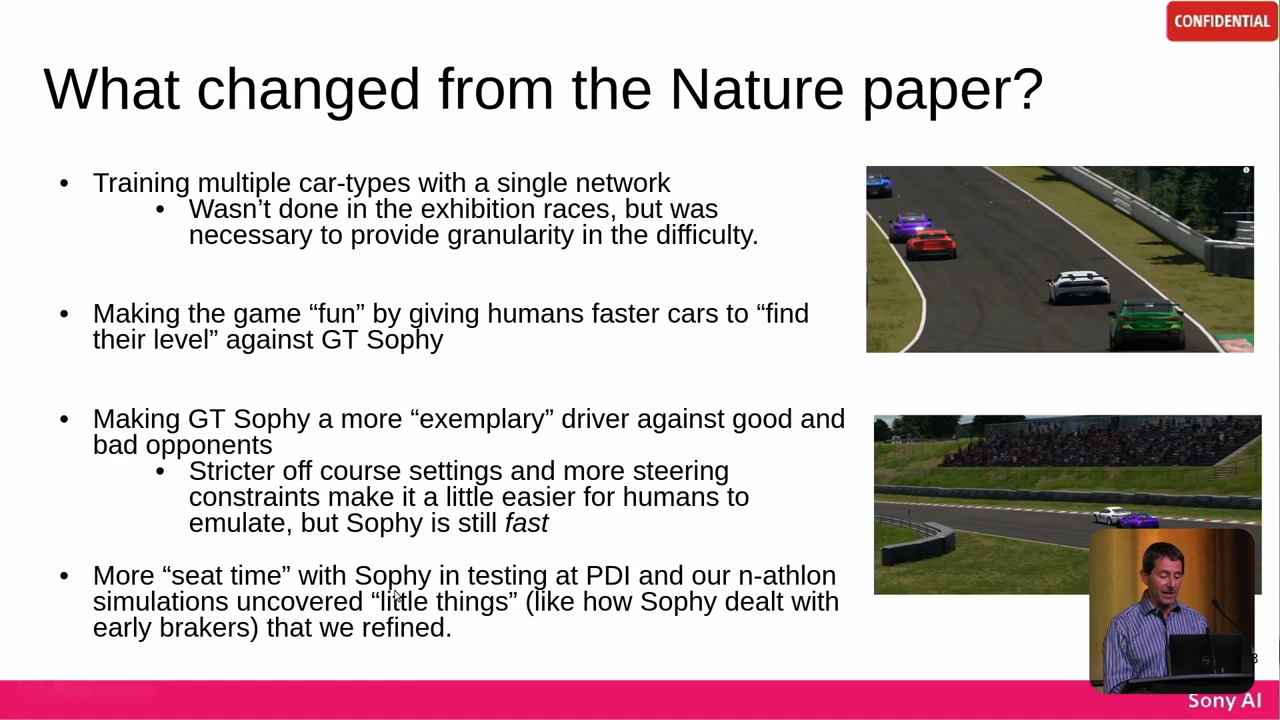 CONFIDENTIAL
What changed from the Nature paper?
• Training multiple car-types with a single network
• Wasn’t done in the exhibition races, but was
necessary to provide granularity in the difficulty.
• Making the game “fun” by giving humans faster cars to “find
their level” against GT Sophy
• Making GT Sophy a more “exemplary” driver against good and
bad opponents
• Stricter off course settings and more steering
constraints make it a little easier for humans to
emulate, but Sophy is still fast
• More “seat time” with Sophy in testing at PDI and our n-athlon
simulations uncovered “little things” (like how Sophy dealt with
early brakers) that we refined.
Sony AI